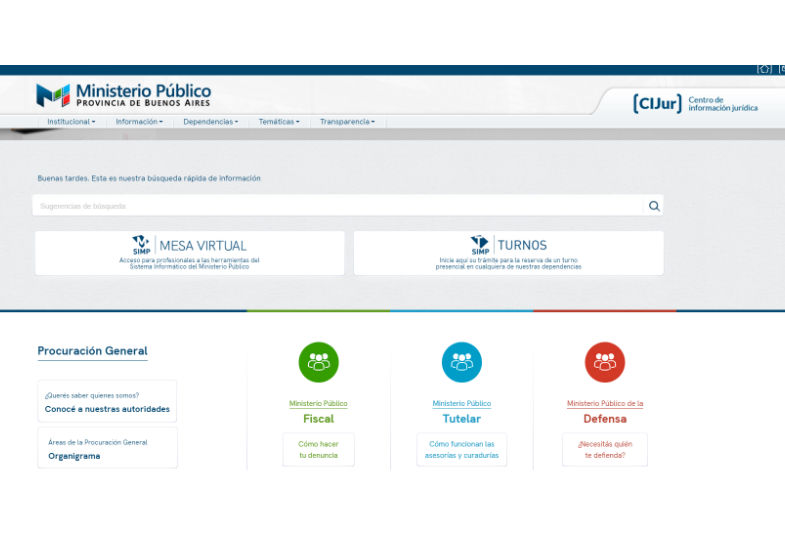 Ministerio Público
PROVINCIA DE BUENOS AIRES
[CIJur] Centro de
información jurídica
Institucional
Información
Dependencias
Temáticas
Transparencia
Buenas tardes. Esta es nuestra búsqueda rápida de información
Sugerencias de búsqueda
SIMP MESA VIRTUAL
Acceso para profesionales a las herramientas del
Sistema Informático del Ministerio Público
SIMP TURNOS
Inicie aquí su trámite para la reserva de un turno
presencial en cualquiera de nuestras dependencias
Procuración General
¿Querés saber quienes somos?
Conocé a nuestras autoridades
Áreas de la Procuración General
Organigrama
Ministerio Público
Fiscal
Cómo hacer
tu denuncia
Ministerio Público
Tutelar
Cómo funcionan las
asesorías y curadurías
Ministerio Público de la
Defensa
¿Necesitás quién
te defienda?